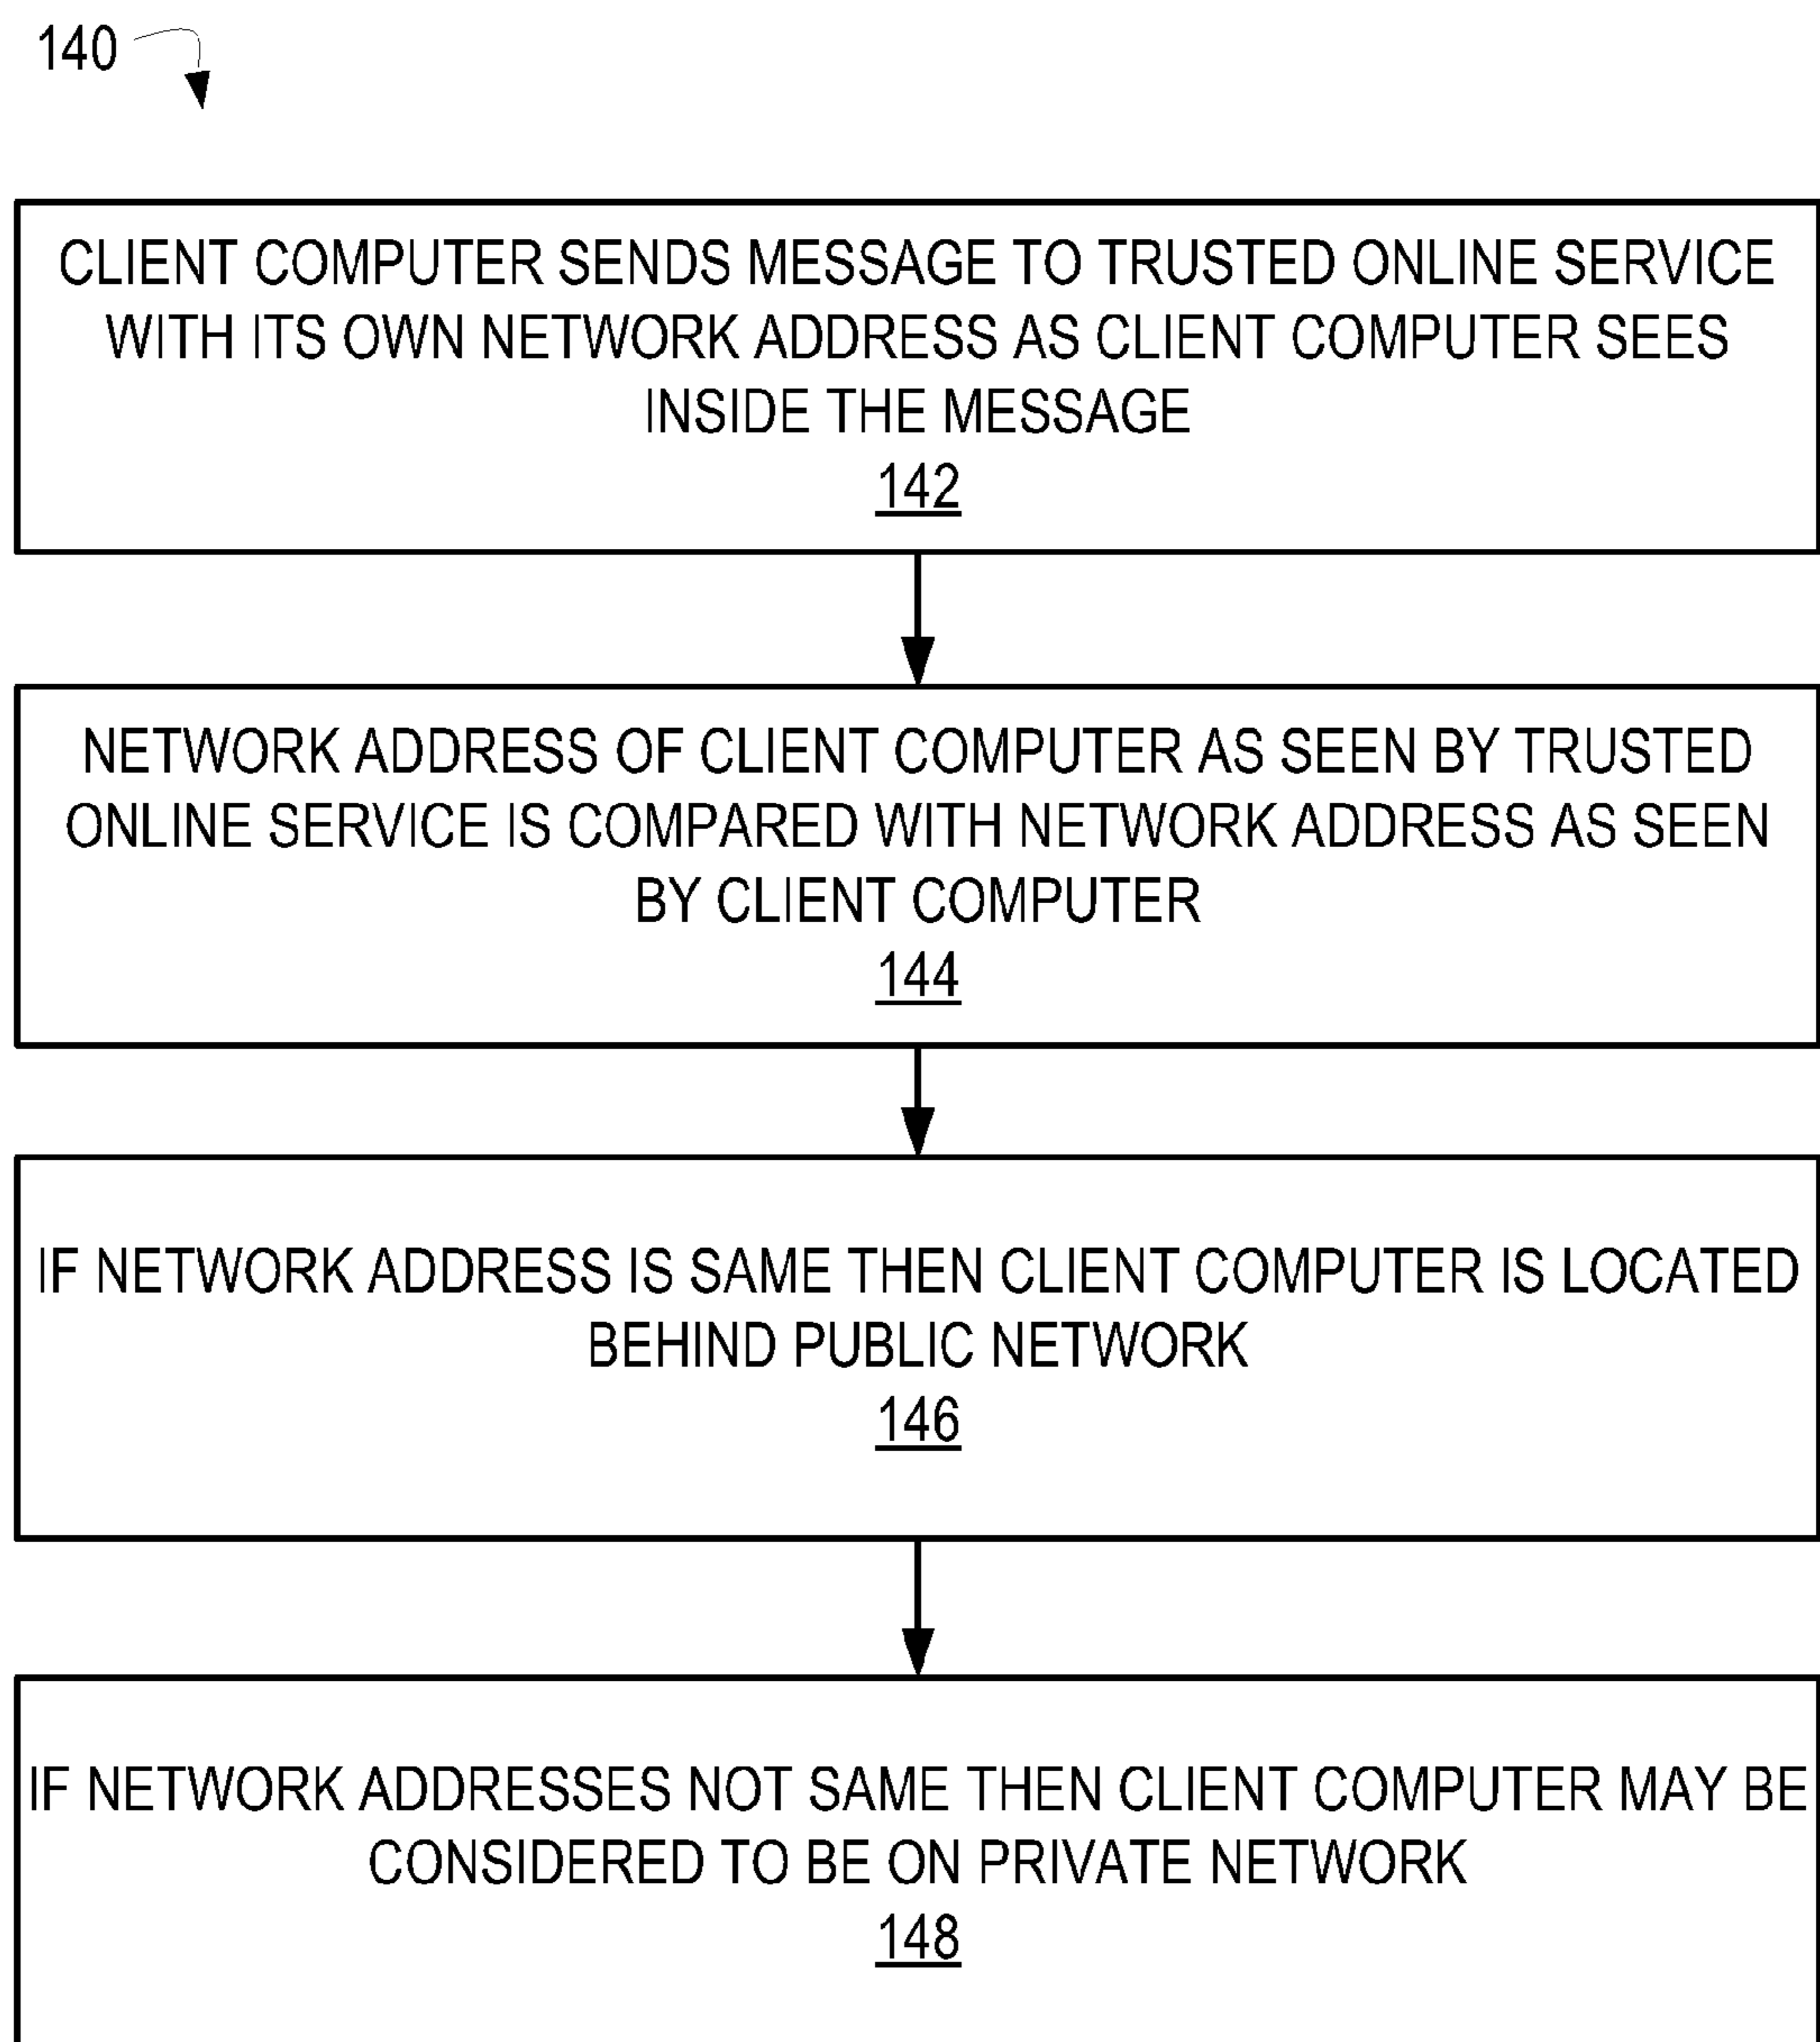 140
CLIENT COMPUTER SENDS MESSAGE TO TRUSTED ONLINE SERVICE
WITH ITS OWN NETWORK ADDRESS AS CLIENT COMPUTER SEES
INSIDE THE MESSAGE
142
NETWORK ADDRESS OF CLIENT COMPUTER AS SEEN BY TRUSTED
ONLINE SERVICE IS COMPARED WITH NETWORK ADDRESS AS SEEN
BY CLIENT COMPUTER
144
IF NETWORK ADDRESS IS SAME THEN CLIENT COMPUTER IS LOCATED
BEHIND PUBLIC NETWORK
146
IF NETWORK ADDRESSES NOT SAME THEN CLIENT COMPUTER MAY BE
CONSIDERED TO BE ON PRIVATE NETWORK
148